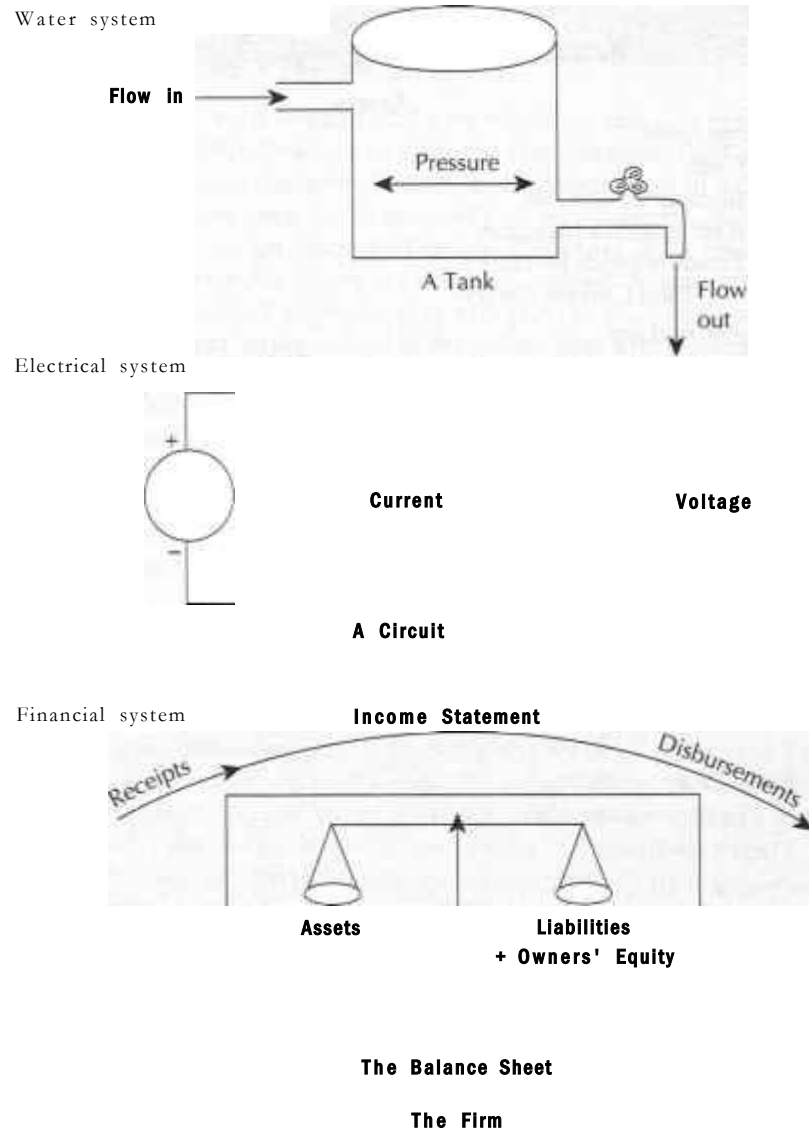 Water system
Flow in
Pressure
A Tank
Flow
out
Electrical system
+
Current
Voltage
−
A Circuit
Financial system
Income Statement
Receipts
Disbursements
Assets
Liabilities
+ Owners' Equity
The Balance Sheet
The Firm